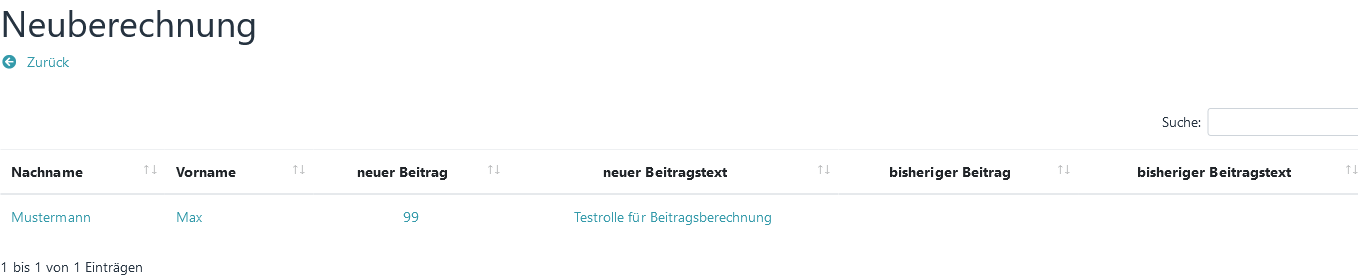 Neuberechnung
Zurück
Suche:
Nachname Vorname neuer Beitrag neuer Beitragstext bisheriger Beitrag bisheriger Beitragstext
Mustermann Max 99 Testrolle für Beitragsberechnung
1 bis 1 von 1 Einträgen